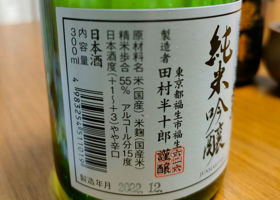 純米吟醸
製造者
東京都福生市福生六二六
田村半十郎
謹醸
原材料名 米(国産)、米麹(国産米)
精米歩合 55% アルコール分15度
日本酒度(+1~+3)やや辛口
日本酒
内容量
300ml
製造年月
2022.12.